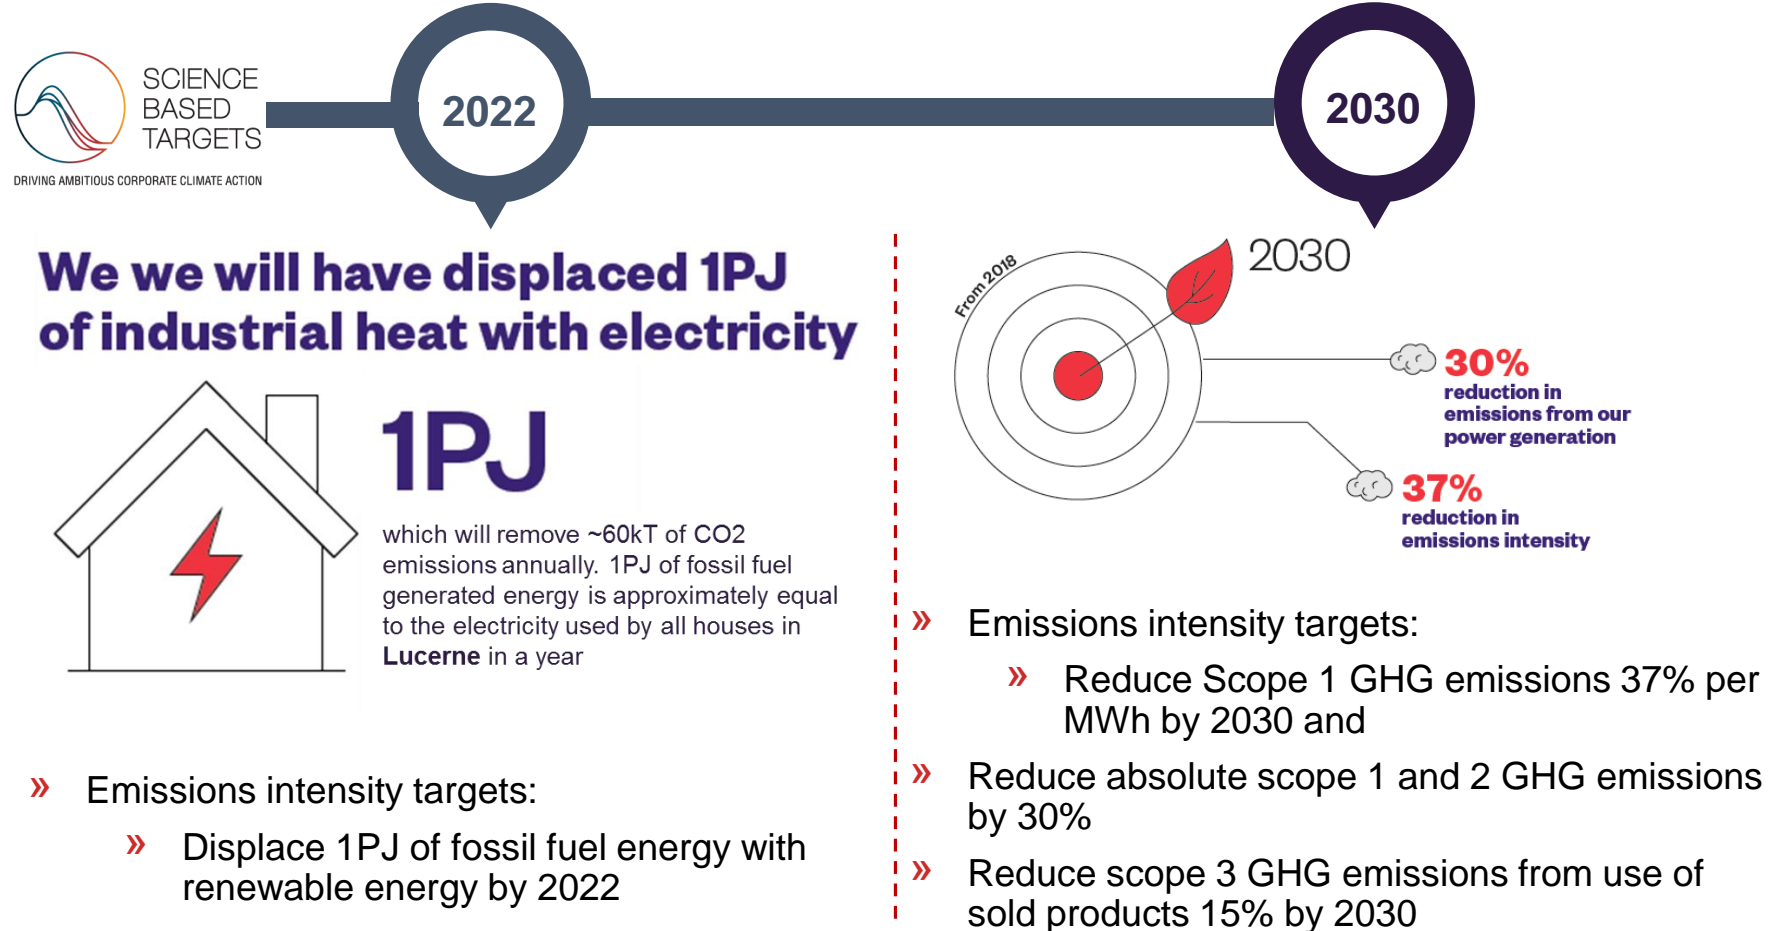 SCIENCE
BASED
TARGETS
DRIVING AMBITIOUS CORPORATE CLIMATE ACTION
2022
2030
We we will have displaced 1PJ
of industrial heat with electricity
1PJ
which will remove ~60kT of CO2
emissions annually. 1PJ of fossil fuel
generated energy is approximately equal
to the electricity used by all houses in
Lucerne in a year
» Emissions intensity targets:
» Displace 1PJ of fossil fuel energy with
renewable energy by 2022
From 2018
2030
30%
reduction in
emissions from our
power generation
37%
reduction in
emissions intensity
» Emissions intensity targets:
» Reduce Scope 1 GHG emissions 37% per
MWh by 2030 and
» Reduce absolute scope 1 and 2 GHG emissions
by 30%
» Reduce scope 3 GHG emissions from use of
sold products 15% by 2030